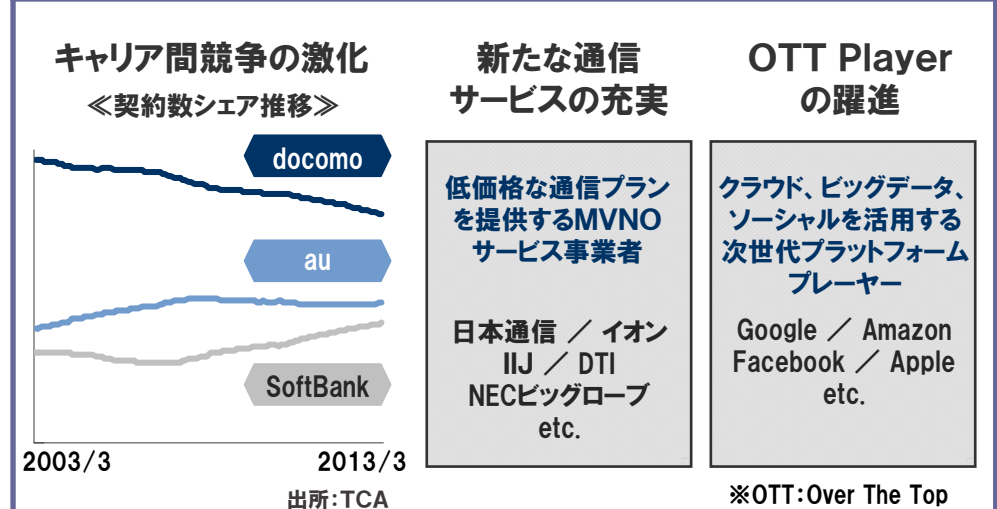 キャリア間競争の激化
≪契約数シェア推移≫
docomo
au
SoftBank
2003/3
2013/3
出所：TCA
新たな通信
サービスの充実
低価格な通信プラン
を提供するMVNO
サービス事業者
日本通信 ／ イオン
IIJ ／ DTI
NECビッグローブ
etc.
OTT Player
の躍進
クラウド、ビッグデータ、
ソーシャルを活用する
次世代プラットフォーム
プレーヤー
Google ／ Amazon
Facebook ／ Apple
etc.
※OTT：Over The Top